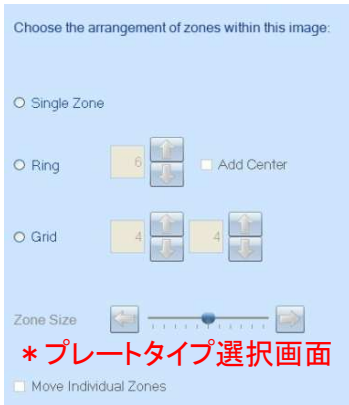 Choose the arrangement of zones within this image:
Single Zone
Ring 6 Add Center
Grid 4 4
Zone Size
*プレートタイプ選択画面
Move Individual Zones